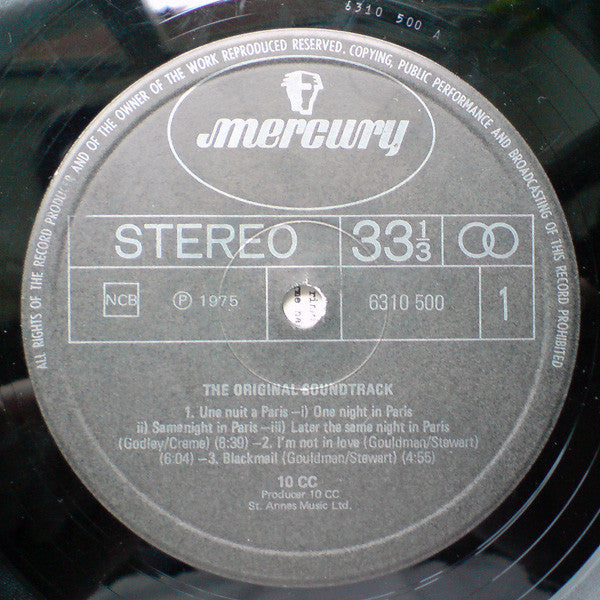 6310 500 A
ALL RIGHTS OF THE RECORD PRODUCER AND OF THE OWNER OF THE WORK REPRODUCED RESERVED. COPYING, PUBLIC PERFORMANCE AND BROADCASTING OF THIS RECORD PROHIBITED
mercury
STEREO 33 1/3
NCB Ⓟ 1975 6310 500 1
THE ORIGINAL SOUNDTRACK
1. Une nuit a Paris—i) One night in Paris
ii) Same night in Paris—iii) Later the same night in Paris
(Godley/Creme) (8:39)—2. I'm not in love (Gouldman/Stewart)
(6:04)—3. Blackmail (Gouldman/Stewart) (4:55)
10 CC
Producer 10 CC
St. Annes Music Ltd.